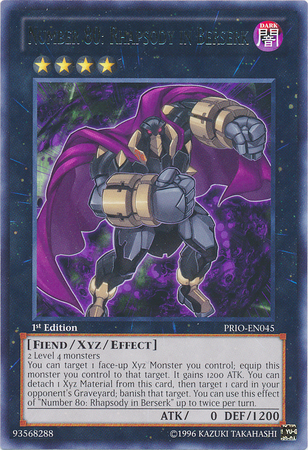 Number 80: Rhapsody in Berserk
DARK
闇
1st Edition
PRIO-EN045
[Fiend/Xyz/Effect]
2 Level 4 monsters
You can target 1 face-up Xyz Monster you control; equip
this monster you control to that target. It gains 1200 ATK. You can
detach 1 Xyz Material from this card, then target 1 card in your
opponent's Graveyard; banish that target. You can use this effect
of "Number 80: Rhapsody in Berserk" up to twice per turn.
ATK/ 0 DEF/1200
93568288
©1996 KAZUKI TAKAHASHI